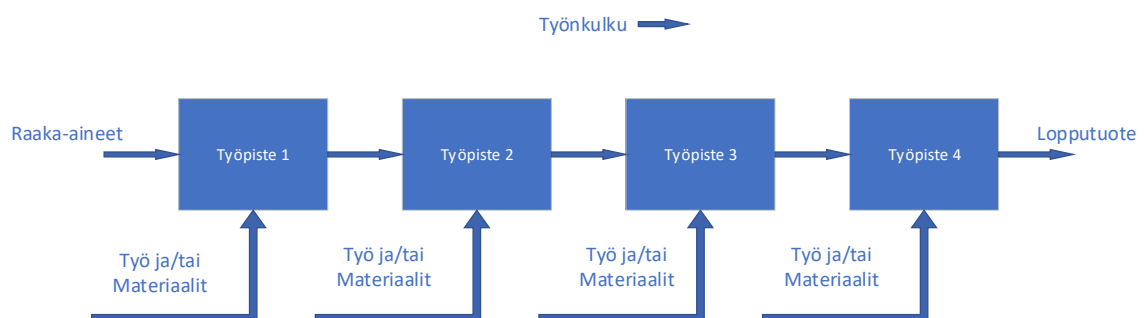 Työnkulku
Raaka-aineet
Työpiste 1
Työpiste 2
Työpiste 3
Työpiste 4
Lopputuote
Työ ja/tai
Materiaalit
Työ ja/tai
Materiaalit
Työ ja/tai
Materiaalit
Työ ja/tai
Materiaalit